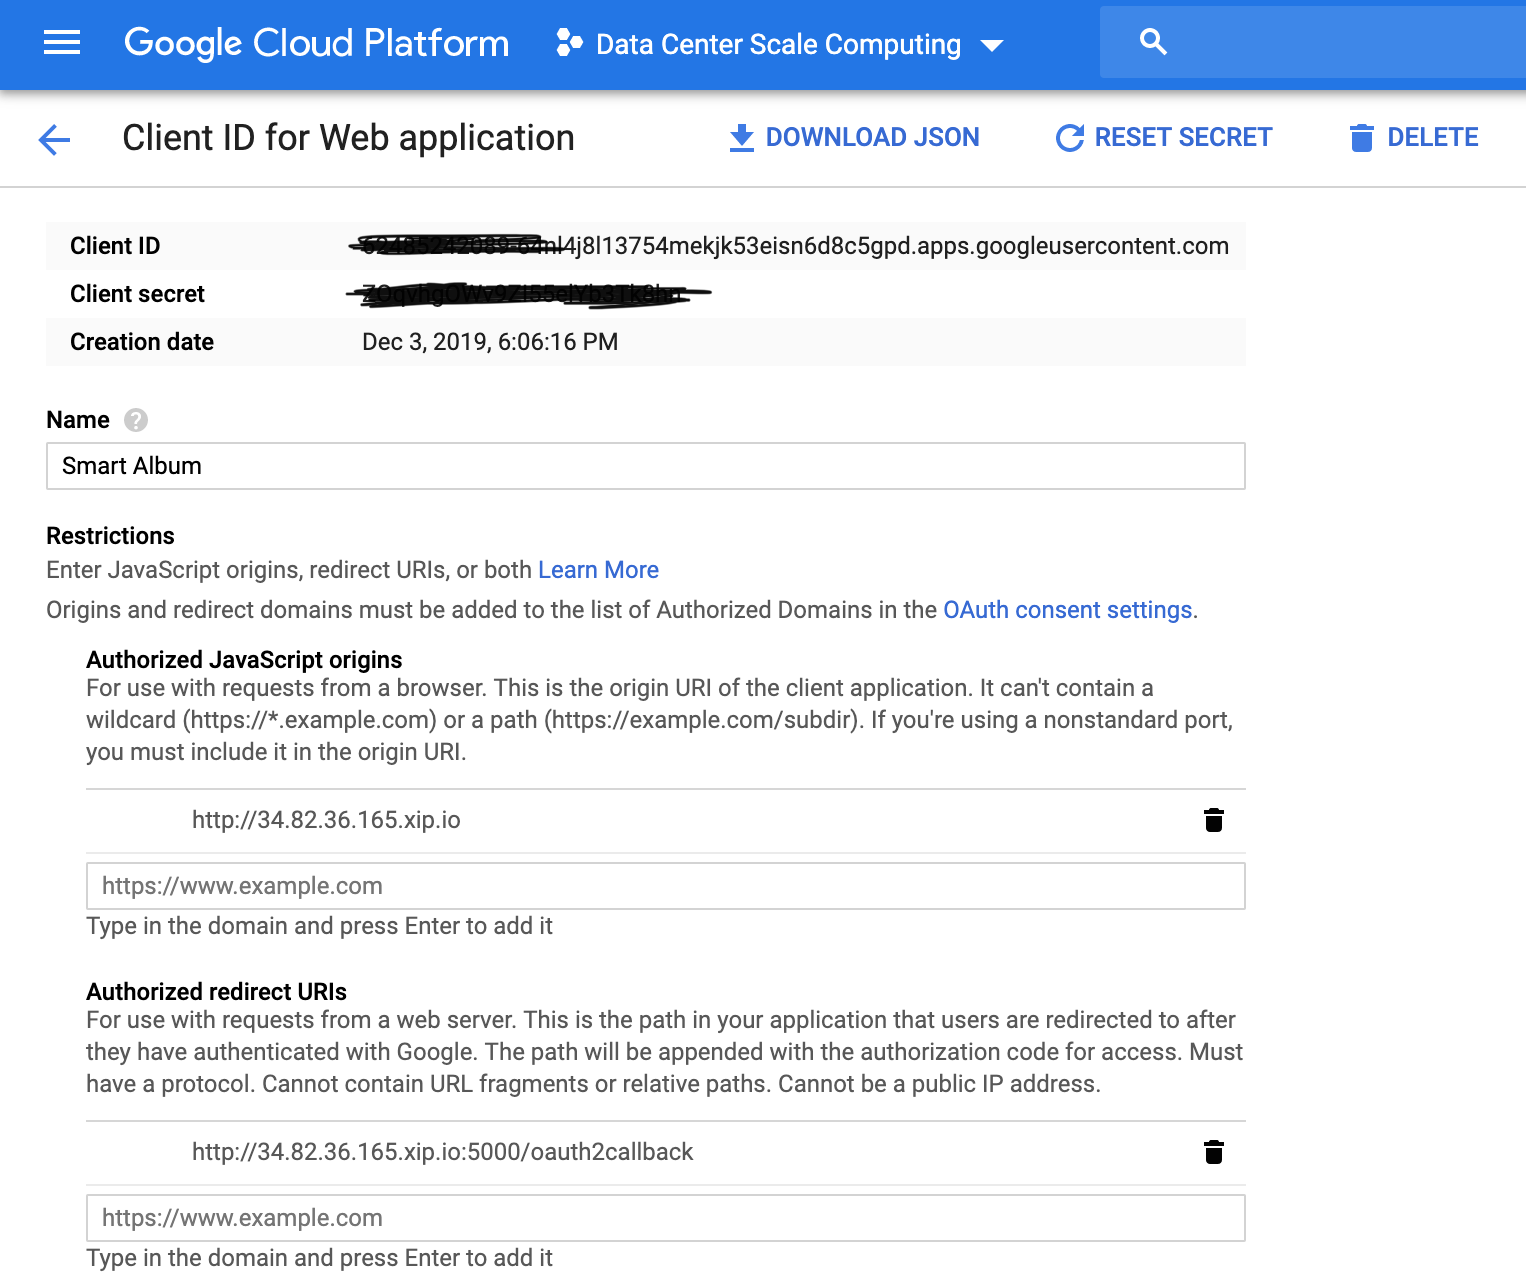 Google Cloud Platform Data Center Scale Computing
Client ID for Web application DOWNLOAD JSON RESET SECRET DELETE
Client ID 4j8l13754mekjk53eisn6d8c5gpd.apps.googleusercontent.com
Client secret
Creation date Dec 3, 2019, 6:06:16 PM
Name ?
Smart Album
Restrictions
Enter JavaScript origins, redirect URIs, or both Learn More
Origins and redirect domains must be added to the list of Authorized Domains in the OAuth consent settings.
Authorized JavaScript origins
For use with requests from a browser. This is the origin URI of the client application. It can't contain a
wildcard (https://*.example.com) or a path (https://example.com/subdir). If you're using a nonstandard port,
you must include it in the origin URI.
http://34.82.36.165.xip.io
https://www.example.com
Type in the domain and press Enter to add it
Authorized redirect URIs
For use with requests from a web server. This is the path in your application that users are redirected to after
they have authenticated with Google. The path will be appended with the authorization code for access. Must
have a protocol. Cannot contain URL fragments or relative paths. Cannot be a public IP address.
http://34.82.36.165.xip.io:5000/oauth2callback
https://www.example.com
Type in the domain and press Enter to add it